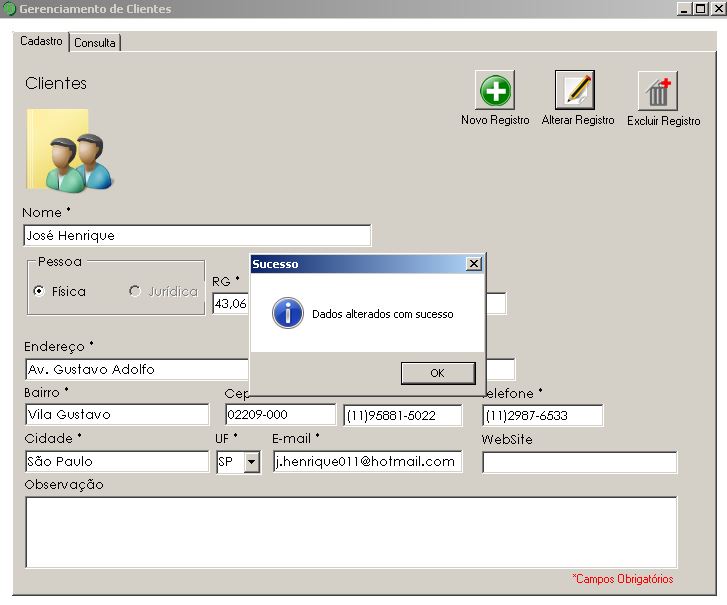 Gerenciamento de Clientes
Cadastro Consulta
Clientes
Novo Registro Alterar Registro Excluir Registro
Nome *
José Henrique
Pessoa
Física Jurídica
RG *
43,06
Sucesso
Dados alterados com sucesso
OK
Endereço *
Av. Gustavo Adolfo
Bairro * Cep elefone *
Vila Gustavo 02209-000 (11)95881-5022 (11)2987-6533
Cidade * UF * E-mail * WebSite
São Paulo SP j.henrique011@hotmail.com
Observação
*Campos Obrigatórios